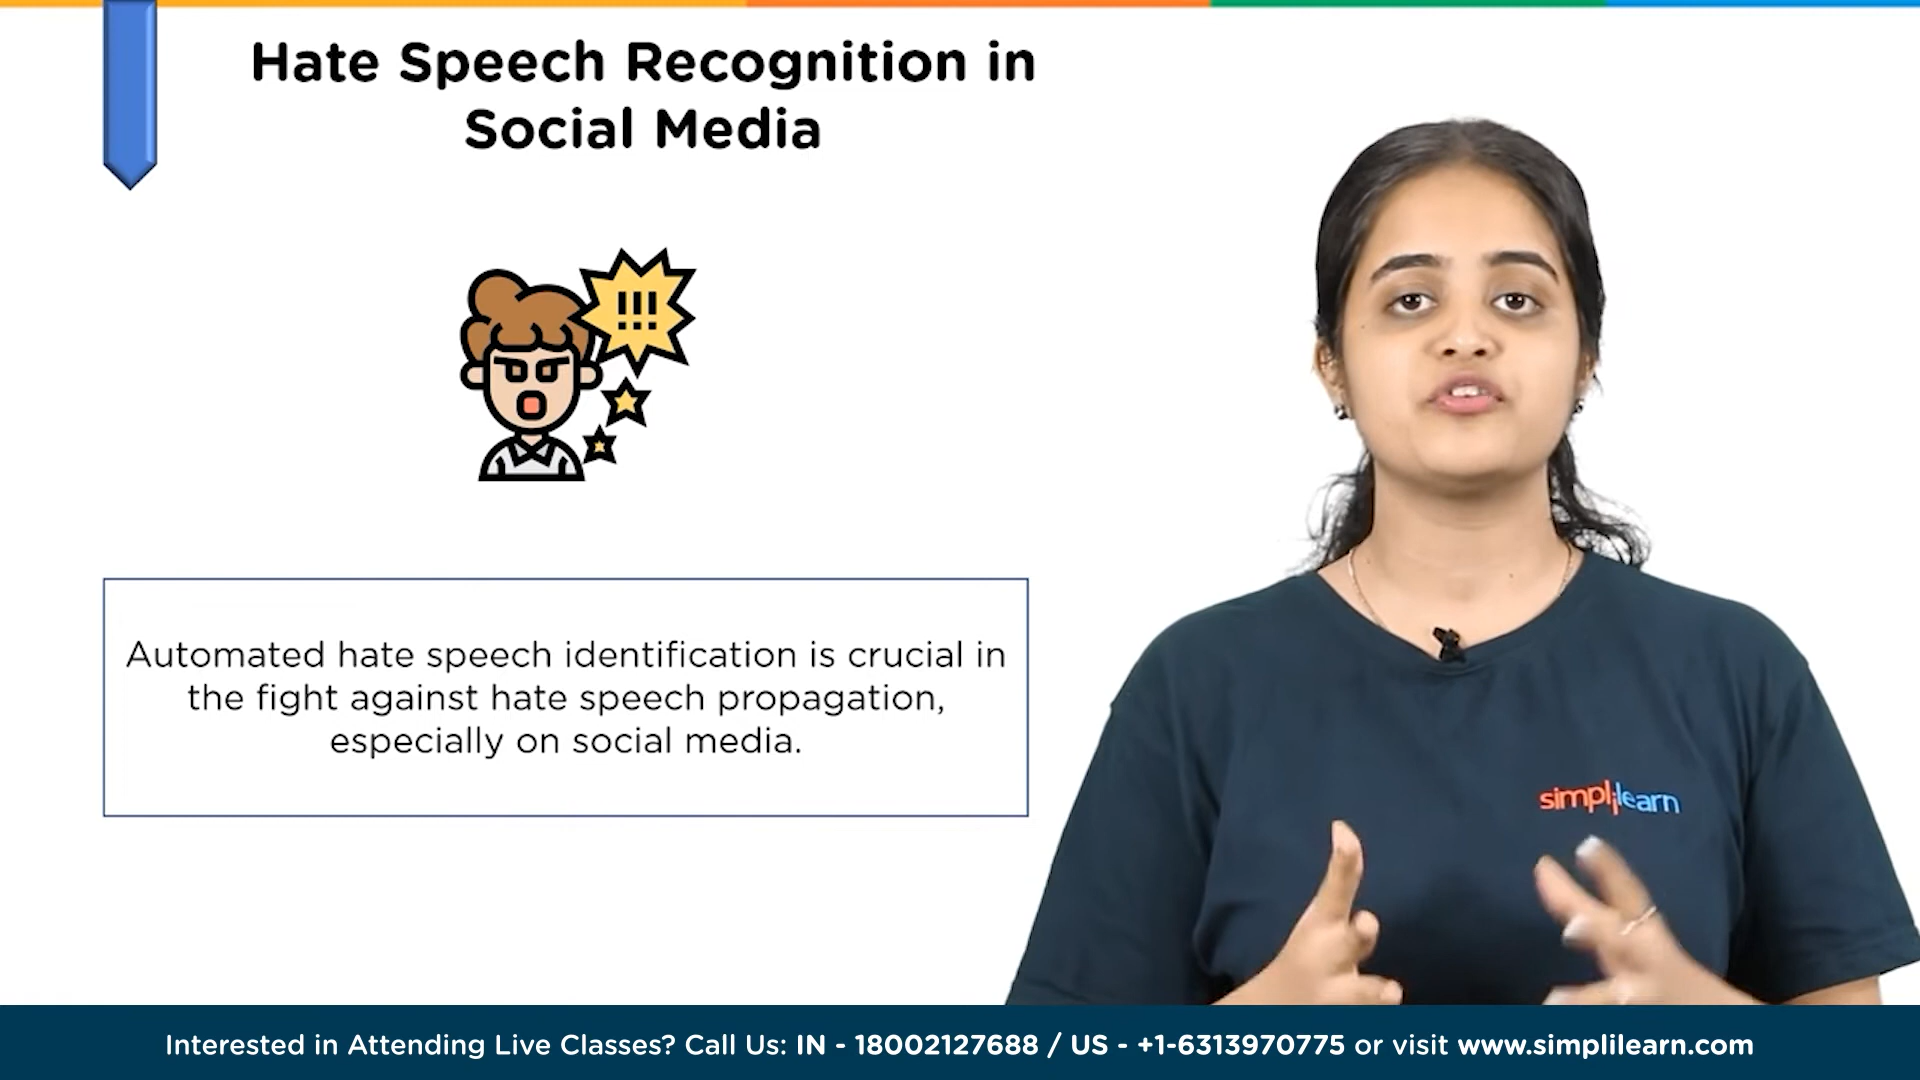 Hate Speech Recognition in
Social Media
!!!
Automated hate speech identification is crucial in
the fight against hate speech propagation,
especially on social media.
simplilearn
Interested in Attending Live Classes? Call Us: IN - 18002127688 / US - +1-6313970775 or visit www.simplilearn.com